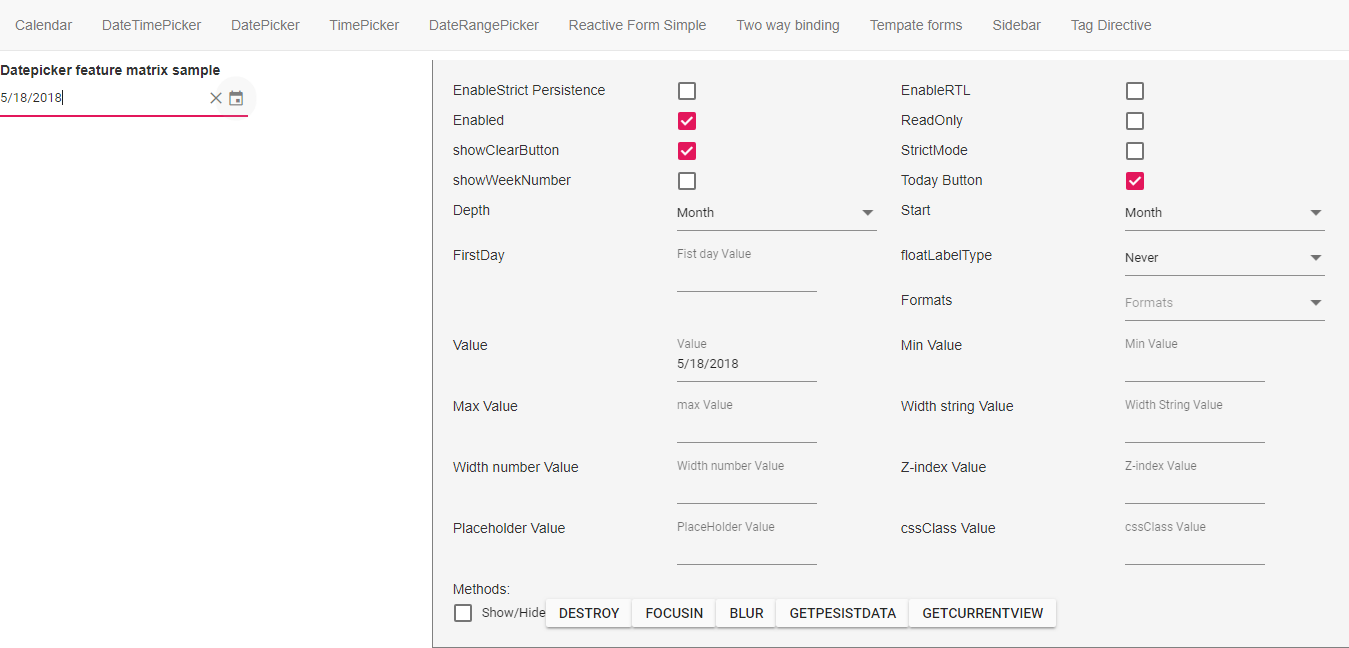 Calendar DateTimePicker DatePicker TimePicker DateRangePicker Reactive Form Simple Two way binding Tempate forms Sidebar Tag Directive
Datepicker feature matrix sample
5/18/2018
EnableStrict Persistence EnableRTL
Enabled ReadOnly
showClearButton StrictMode
showWeekNumber Today Button
Depth Month Start Month
FirstDay Fist day Value floatLabelType Never
Formats Formats
Value Value Min Value Min Value
5/18/2018
Max Value max Value Width string Value Width String Value
Width number Value Width number Value Z-index Value Z-index Value
Placeholder Value PlaceHolder Value cssClass Value cssClass Value
Methods:
Show/Hide DESTROY FOCUSIN BLUR GETPESISTDATA GETCURRENTVIEW